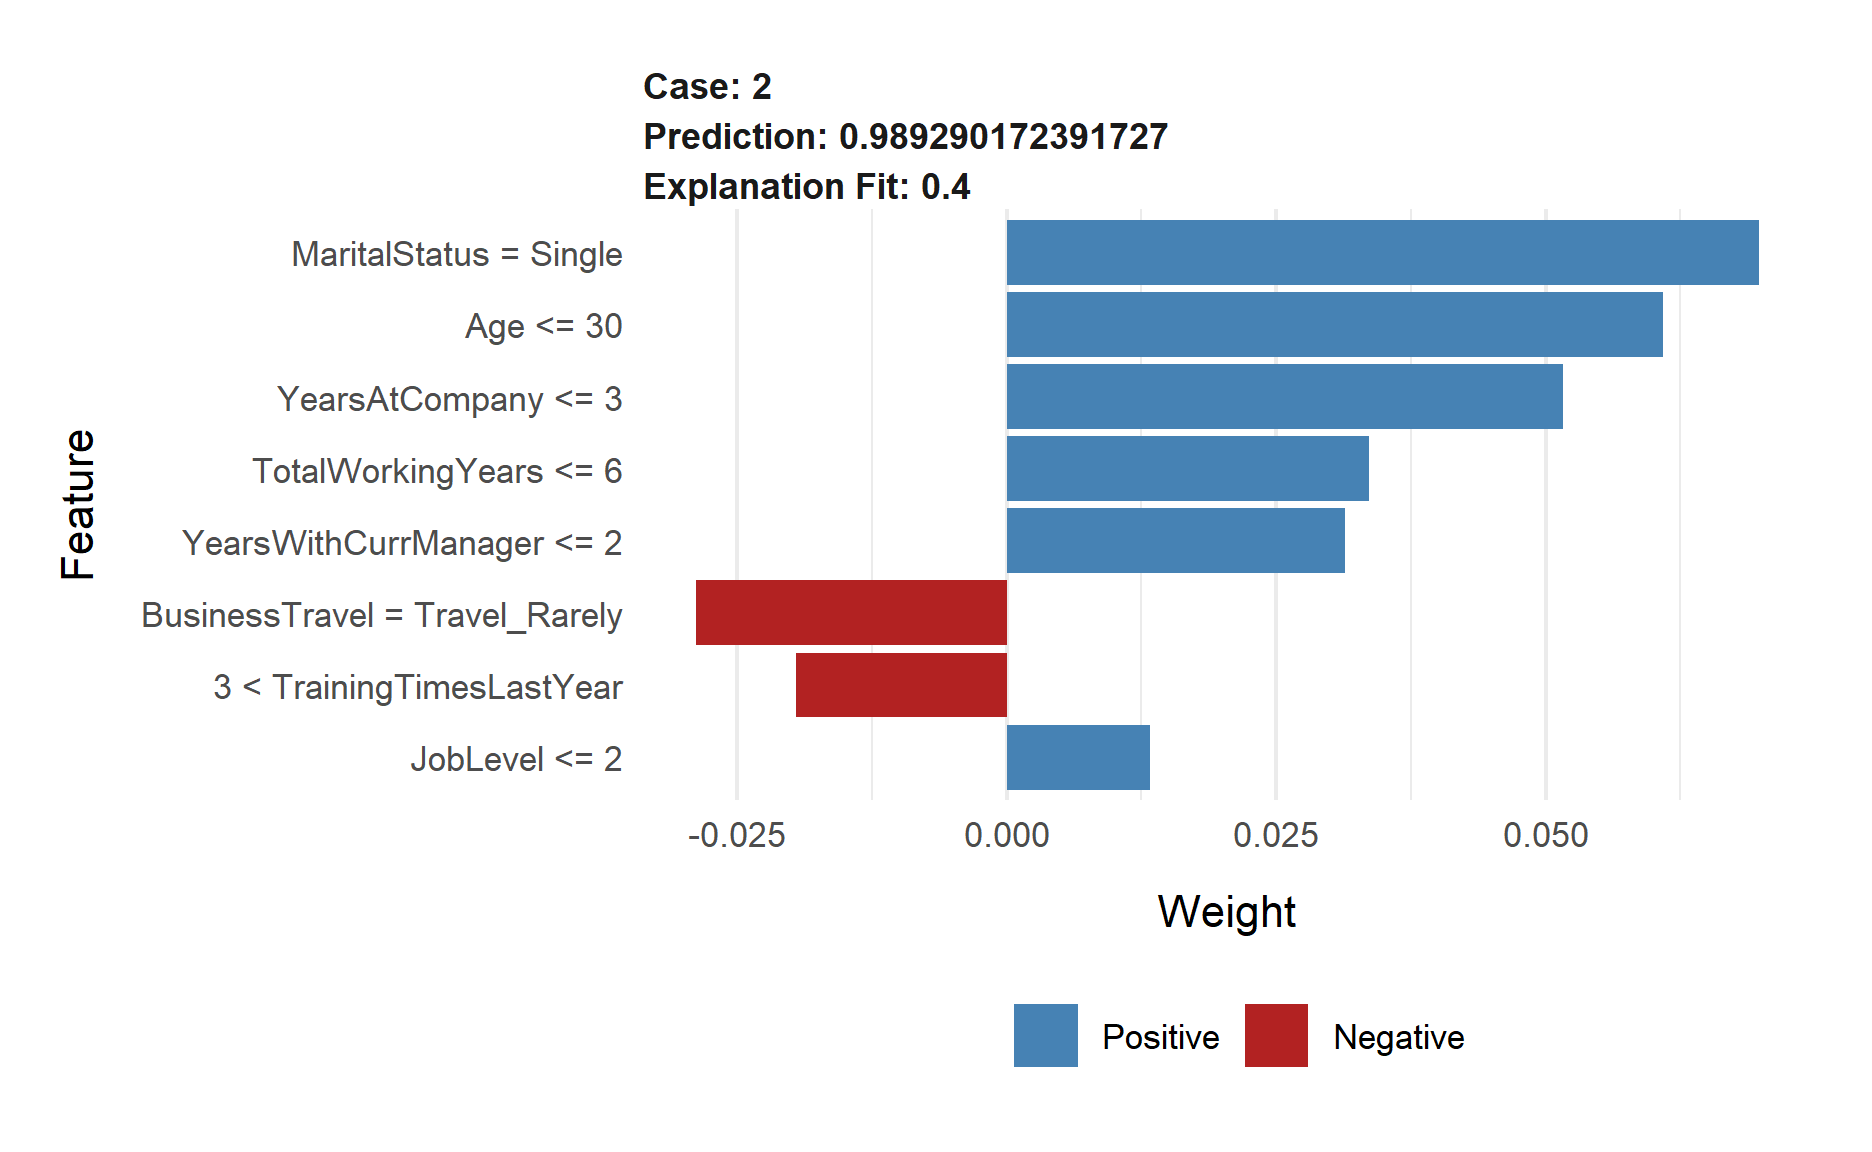 Case: 2
Prediction: 0.989290172391727
Explanation Fit: 0.4
MaritalStatus = Single
Age <= 30
YearsAtCompany <= 3
TotalWorkingYears <= 6
YearsWithCurrManager <= 2
BusinessTravel = Travel_Rarely
3 < TrainingTimesLastYear
JobLevel <= 2
Feature
-0.025 0.000 0.025 0.050
Weight
Positive Negative